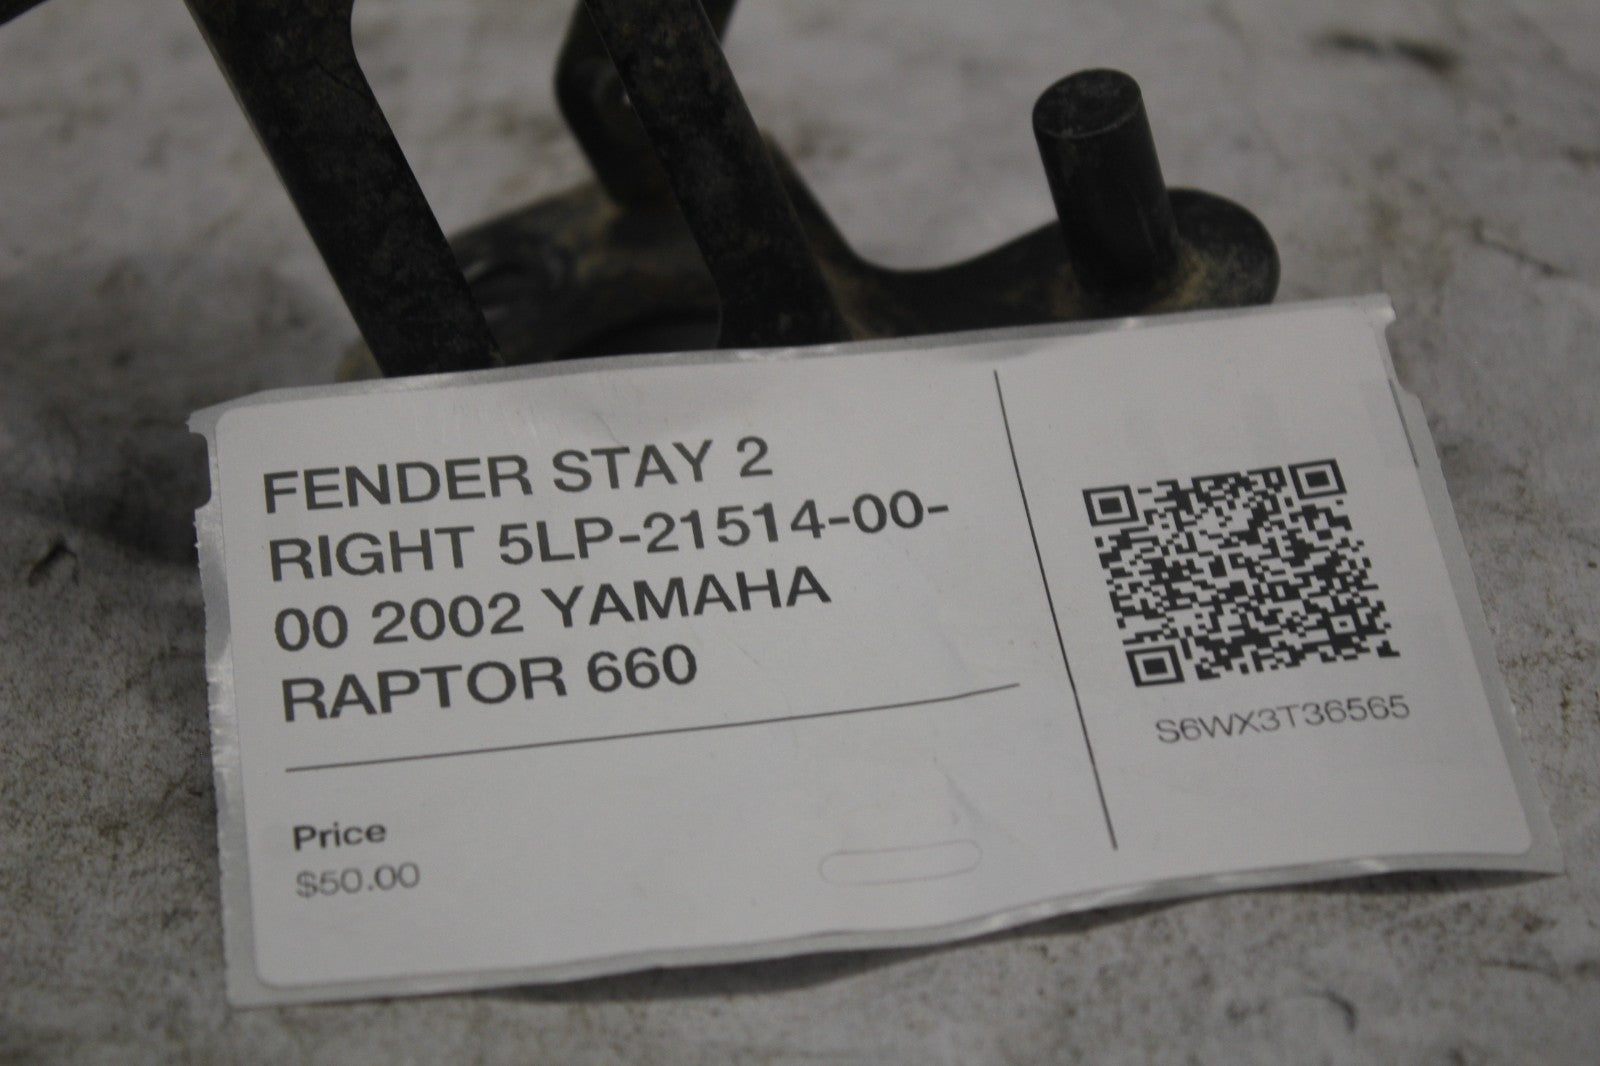 FENDER STAY 2
RIGHT 5LP-21514-00-
00 2002 YAMAHA
RAPTOR 660
Price
$50.00
S6WX3T36565